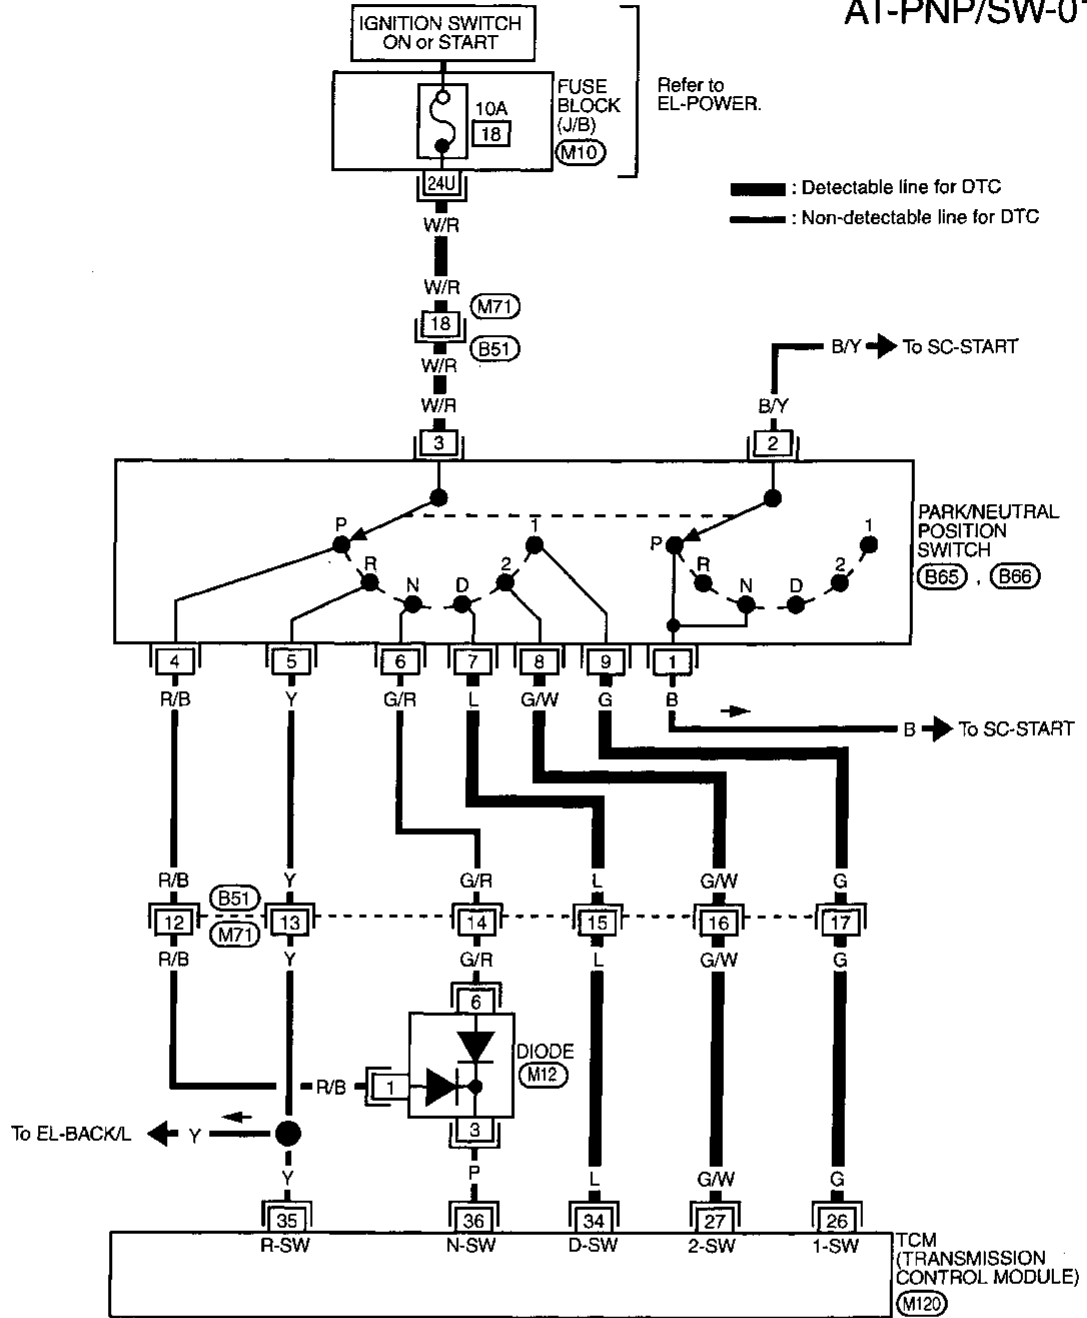 AT-PNP/SW-01
IGNITION SWITCH
ON or START
FUSE
BLOCK
(J/B)
M10
Refer to
EL-POWER.
10A
18
24U
W/R
: Detectable line for DTC
: Non-detectable line for DTC
W/R
M71
18
B51
W/R
B/Y To SC-START
W/R
B/Y
3
2
PARK/NEUTRAL
POSITION
SWITCH
B65 , B66
P R N D 2 1
P R N D 2 1
4 5 6 7 8 9 1
R/B Y G/R L G/W G B
B To SC-START
R/B Y G/R L G/W G
B51
12 13 14 15 16 17
M71
R/B Y G/R L G/W G
6
DIODE
M12
R/B 1
3
To EL-BACK/L Y
Y P L G/W G
35 36 34 27 26
R-SW N-SW D-SW 2-SW 1-SW
TCM
(TRANSMISSION
CONTROL MODULE)
M120